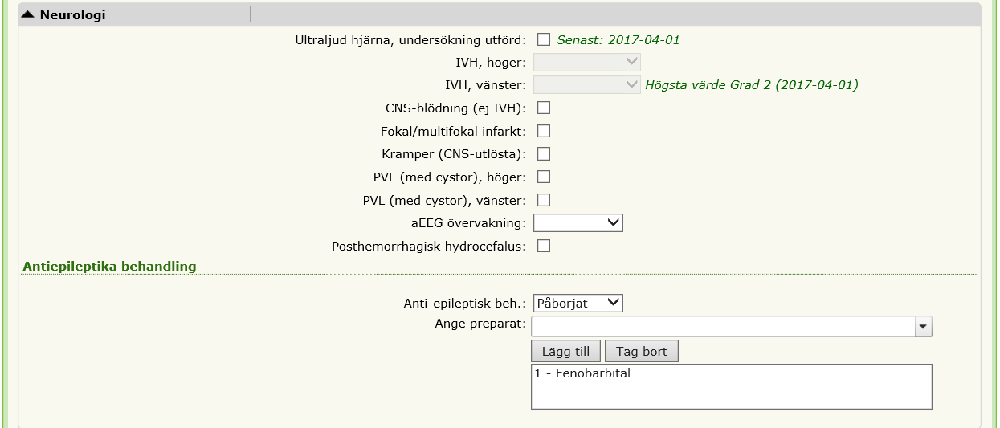 Neurologi
Ultraljud hjärna, undersökning utförd: Senast: 2017-04-01
IVH, höger:
IVH, vänster: Högsta värde Grad 2 (2017-04-01)
CNS-blödning (ej IVH):
Fokal/multifokal infarkt:
Kramper (CNS-utlösta):
PVL (med cystor), höger:
PVL (med cystor), vänster:
aEEG övervakning:
Posthemorrhagisk hydrocefalus:
Antiepileptika behandling
Anti-epileptisk beh.: Påbörjat
Ange preparat:
Lägg till Tag bort
1 - Fenobarbital